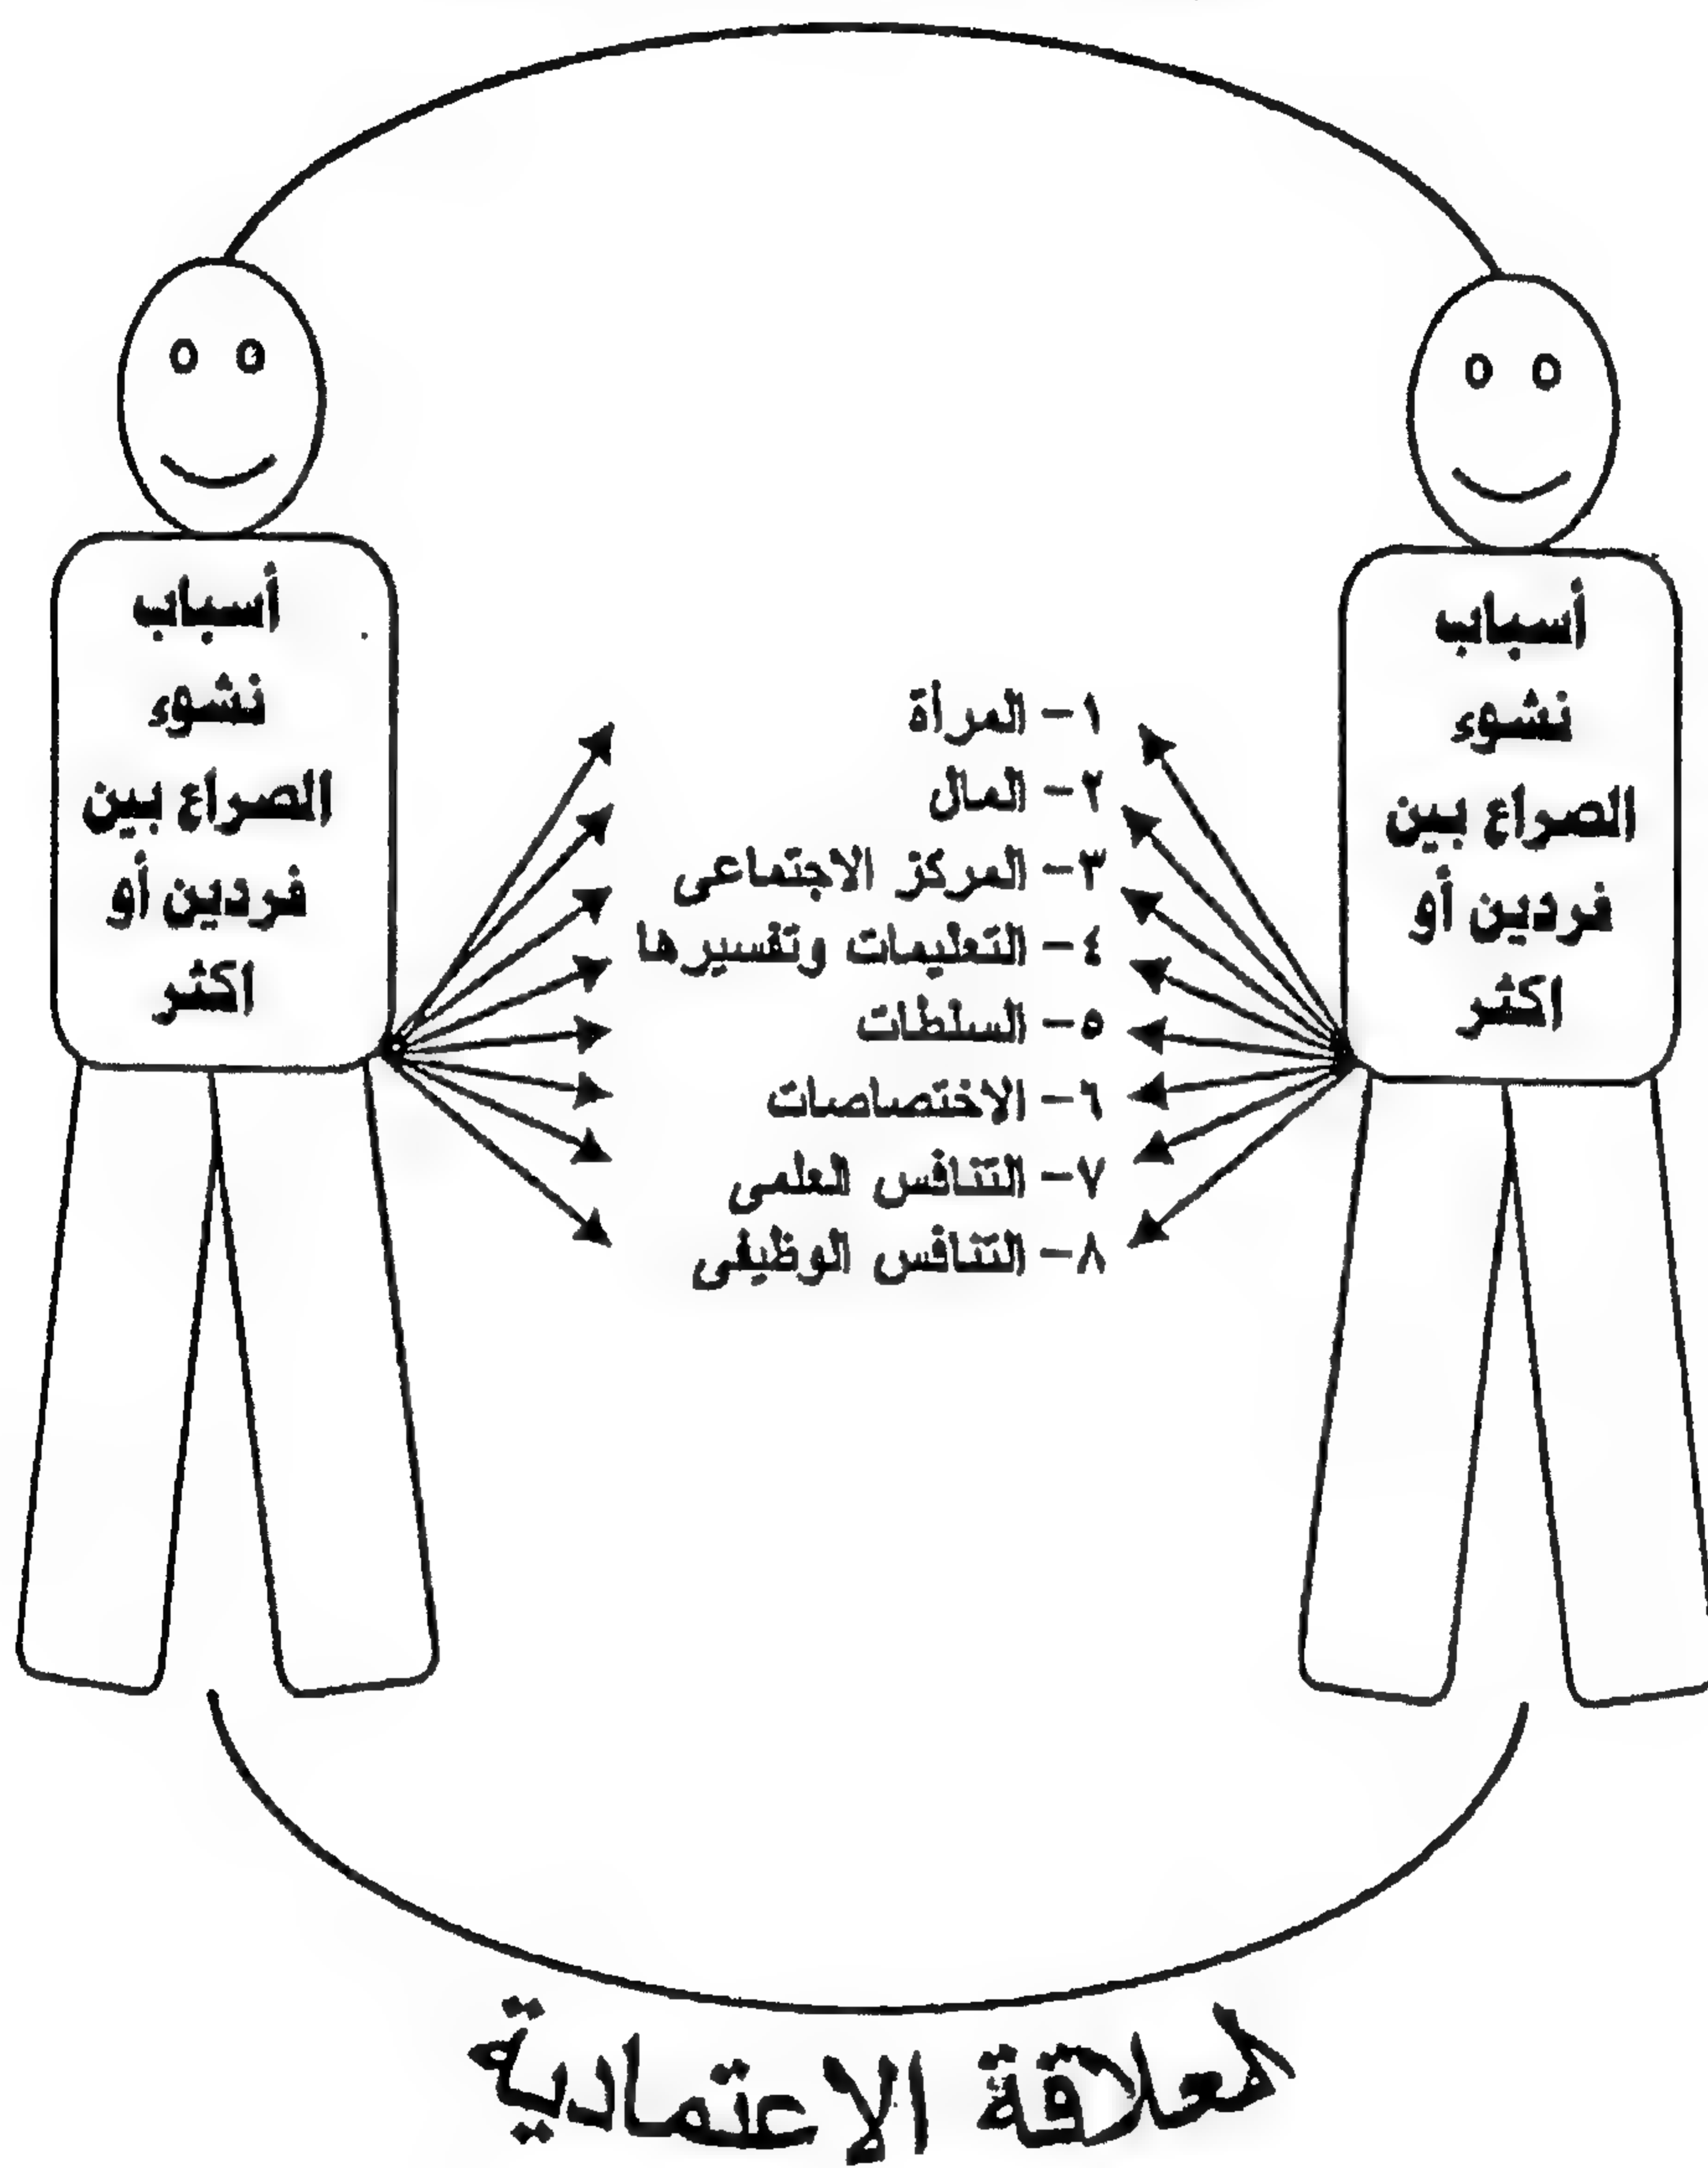 أسباب
نشوء
الصراع بين
فردين أو
اكثر
١- المرأة
٢- المال
٣- المركز الاجتماعى
٤- التعليمات وتفسيرها
٥- السلطات
٦- الاختصاصات
٧- التنافس العلمى
٨- التنافس الوظيفى
أسباب
نشوء
الصراع بين
فردين أو
اكثر
العلاقة الإعتمادية